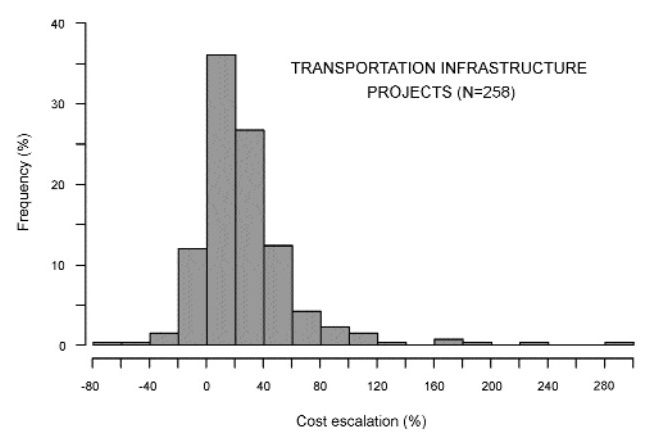 40
TRANSPORTATION INFRASTRUCTURE
PROJECTS (N=258)
30
Frequency (%)
20
10
0
-80 -40 0 40 80 120 160 200 240 280
Cost escalation (%)